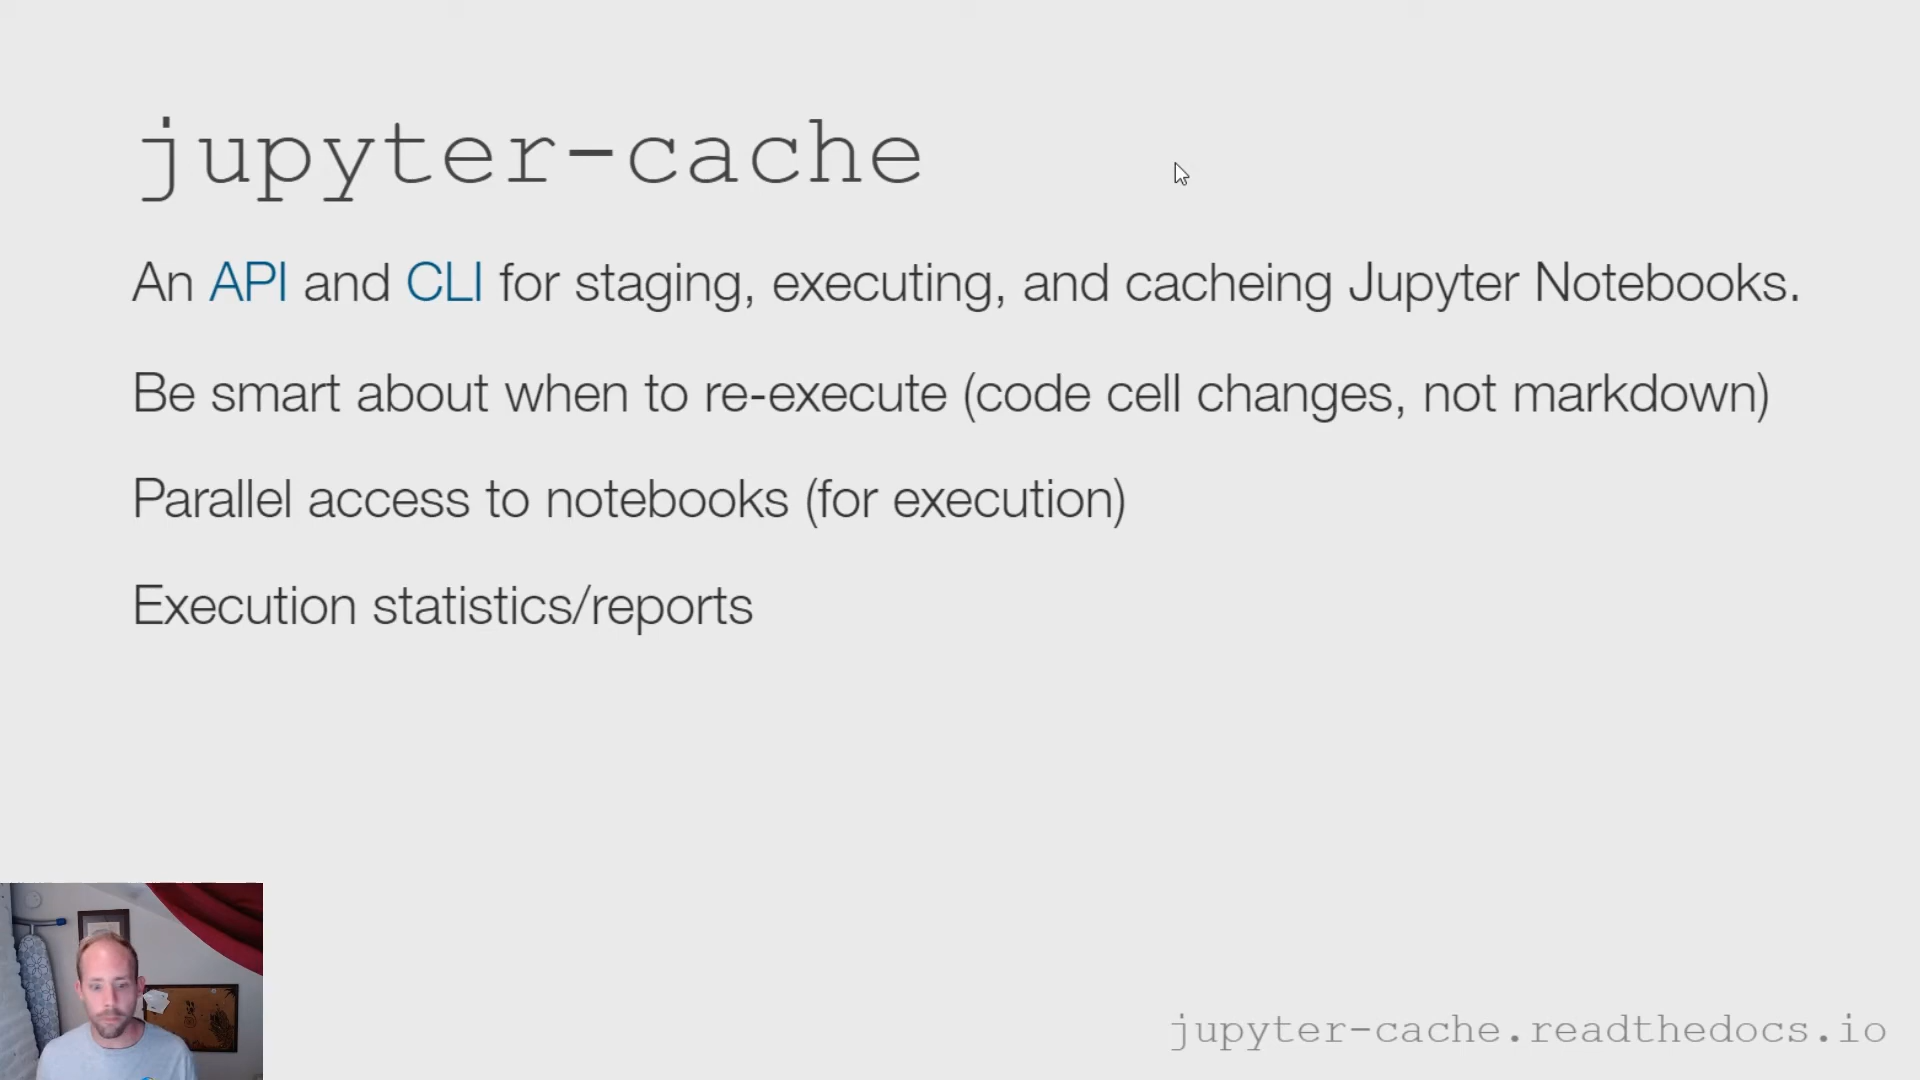 jupyter-cache
An API and CLI for staging, executing, and cacheing Jupyter Notebooks.
Be smart about when to re-execute (code cell changes, not markdown)
Parallel access to notebooks (for execution)
Execution statistics/reports
jupyter-cache.readthedocs.io